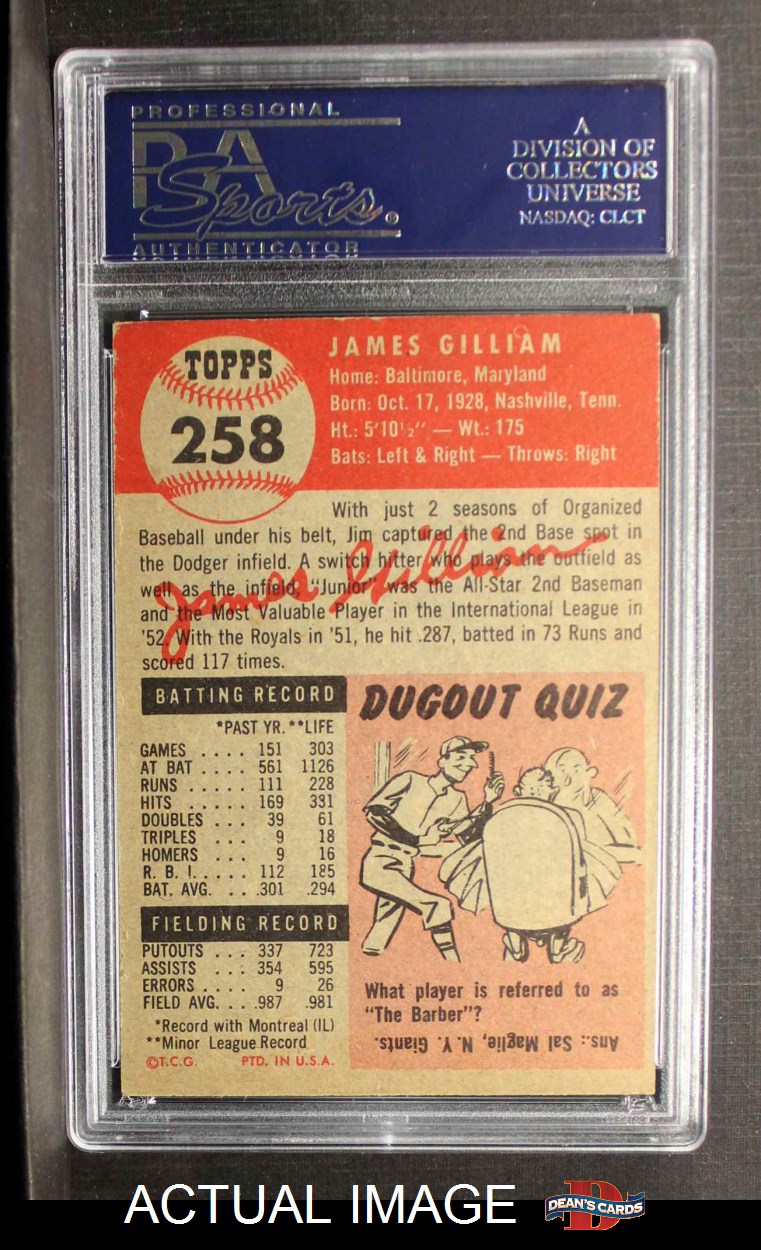 PROFESSIONAL
PSA
Sports®
AUTHENTICATOR
A
DIVISION OF
COLLECTORS
UNIVERSE
NASDAQ: CLCT
TOPPS
258
JAMES GILLIAM
Home: Baltimore, Maryland
Born: Oct. 17, 1928, Nashville, Tenn.
Ht.: 5'10½" — Wt.: 175
Bats: Left & Right — Throws: Right
With just 2 seasons of Organized
Baseball under his belt, Jim captured the 2nd Base spot in
the Dodger infield. A switch hitter who plays the outfield as
well as the infield, "Junior" was the All-Star 2nd Baseman
and the Most Valuable Player in the International League in
'52. With the Royals in '51, he hit .287, batted in 73 Runs and
scored 117 times.
James Gilliam
BATTING RECORD
*PAST YR. **LIFE
GAMES .... 151 303
AT BAT .... 561 1126
RUNS ..... 111 228
HITS ..... 169 331
DOUBLES ... 39 61
TRIPLES ... 9 18
HOMERS ... 9 16
R. B. I. .... 112 185
BAT. AVG. ... .301 .294
FIELDING RECORD
PUTOUTS ... 337 723
ASSISTS ... 354 595
ERRORS .... 9 26
FIELD AVG. ... .987 .981
*Record with Montreal (IL)
**Minor League Record
©T.C.G. PTD. IN U.S.A.
DUGOUT QUIZ
What player is referred to as
"The Barber"?
Ans.: Sal Maglie, N.Y. Giants.
ACTUAL IMAGE
D
DEAN'S CARDS